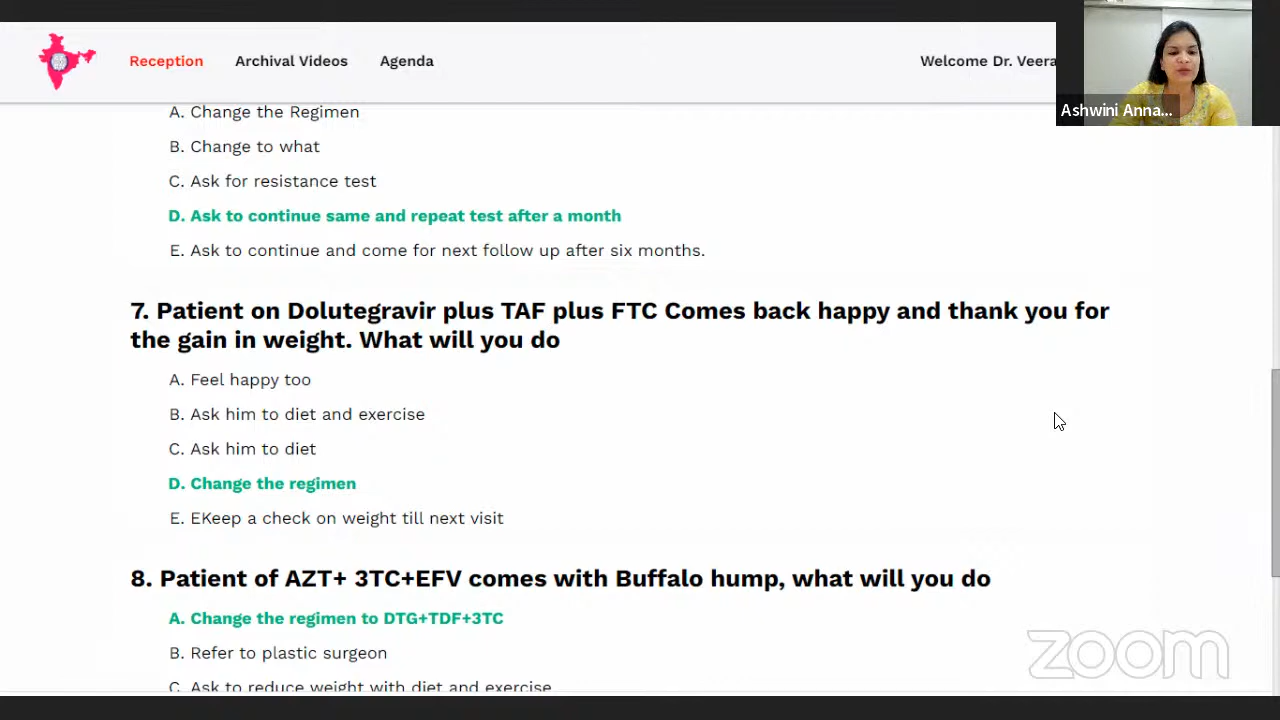 Reception Archival Videos Agenda Welcome Dr. Veera
Ashwini Anna...
A. Change the Regimen
B. Change to what
C. Ask for resistance test
D. Ask to continue same and repeat test after a month
E. Ask to continue and come for next follow up after six months.
7. Patient on Dolutegravir plus TAF plus FTC Comes back happy and thank you for
the gain in weight. What will you do
A. Feel happy too
B. Ask him to diet and exercise
C. Ask him to diet
D. Change the regimen
E. EKeep a check on weight till next visit
8. Patient of AZT+ 3TC+EFV comes with Buffalo hump, what will you do
A. Change the regimen to DTG+TDF+3TC
B. Refer to plastic surgeon
C. Ask to reduce weight with diet and exercise
zoom